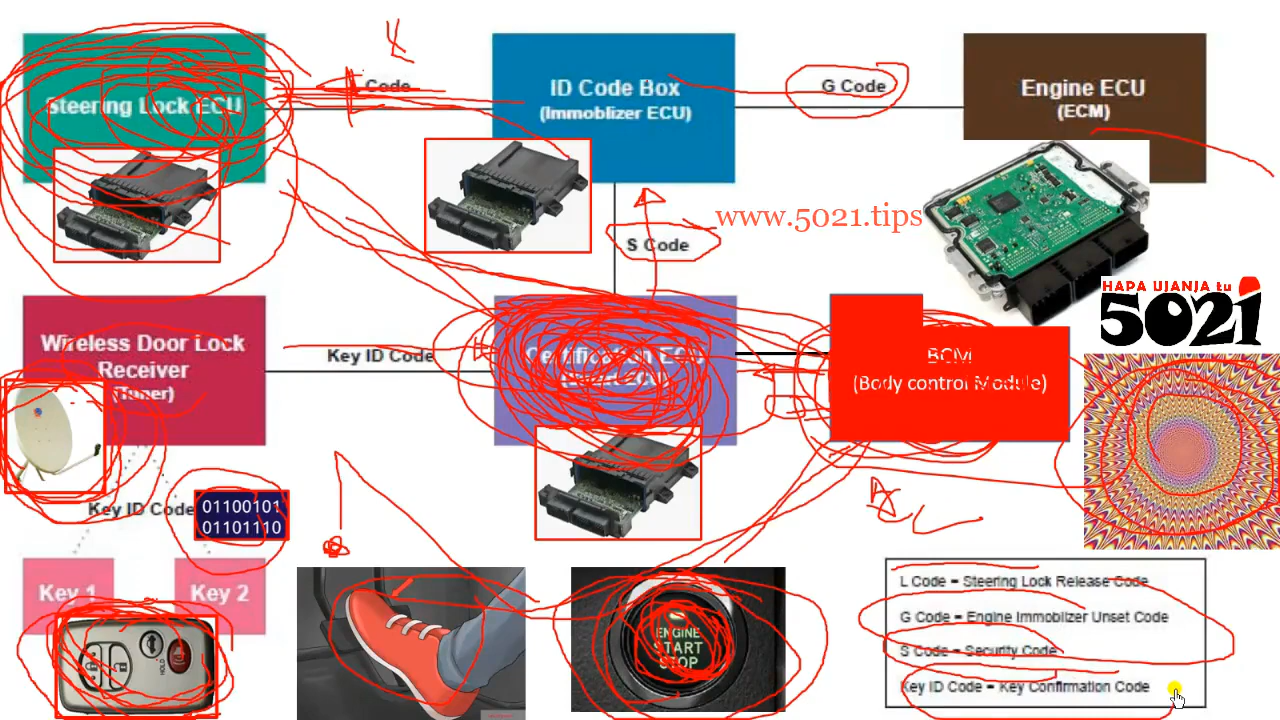 Steering Lock ECU
Code
ID Code Box
(Immoblizer ECU)
G Code
Engine ECU
(ECM)
www.5021.tips
S Code
HAPA UJANJA tu
5021
Wireless Door Lock
Receiver
(Tuner)
Key ID Code
BCM
(Body control Module)
Key ID Code
01100101
01101110
Key 1
Key 2
HOLD
ENGINE
START
STOP
L Code = Steering Lock Release Code
G Code = Engine Immoblizer Unset Code
S Code = Security Code
Key ID Code = Key Confirmation Code